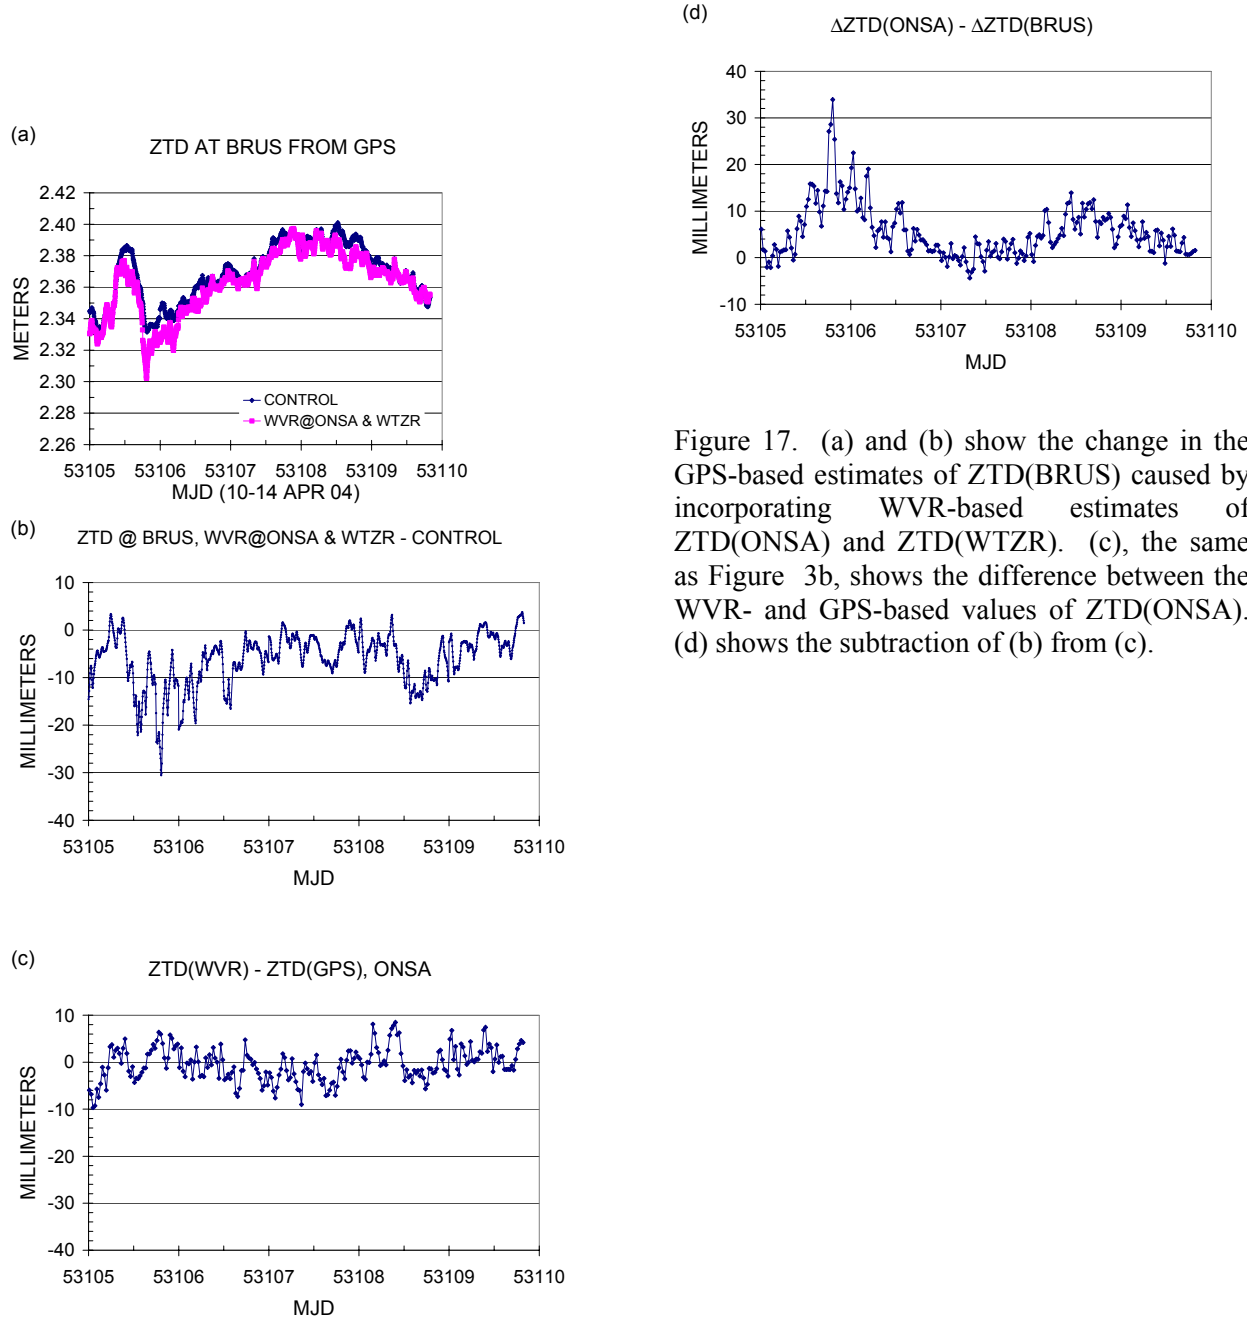 (a)
ZTD AT BRUS FROM GPS
METERS
2.42
2.40
2.38
2.36
2.34
2.32
2.30
2.28
2.26
CONTROL
WVR@ONSA & WTZR
53105 53106 53107 53108 53109 53110
MJD (10-14 APR 04)
(b)
ZTD @ BRUS, WVR@ONSA & WTZR - CONTROL
MILLIMETERS
10
0
-10
-20
-30
-40
53105 53106 53107 53108 53109 53110
MJD
(c)
ZTD(WVR) - ZTD(GPS), ONSA
MILLIMETERS
10
0
-10
-20
-30
-40
53105 53106 53107 53108 53109 53110
MJD
(d)
ΔZTD(ONSA) - ΔZTD(BRUS)
MILLIMETERS
40
30
20
10
0
-10
53105 53106 53107 53108 53109 53110
MJD
Figure 17. (a) and (b) show the change in the
GPS-based estimates of ZTD(BRUS) caused by
incorporating WVR-based estimates of
ZTD(ONSA) and ZTD(WTZR). (c), the same
as Figure 3b, shows the difference between the
WVR- and GPS-based values of ZTD(ONSA).
(d) shows the subtraction of (b) from (c).